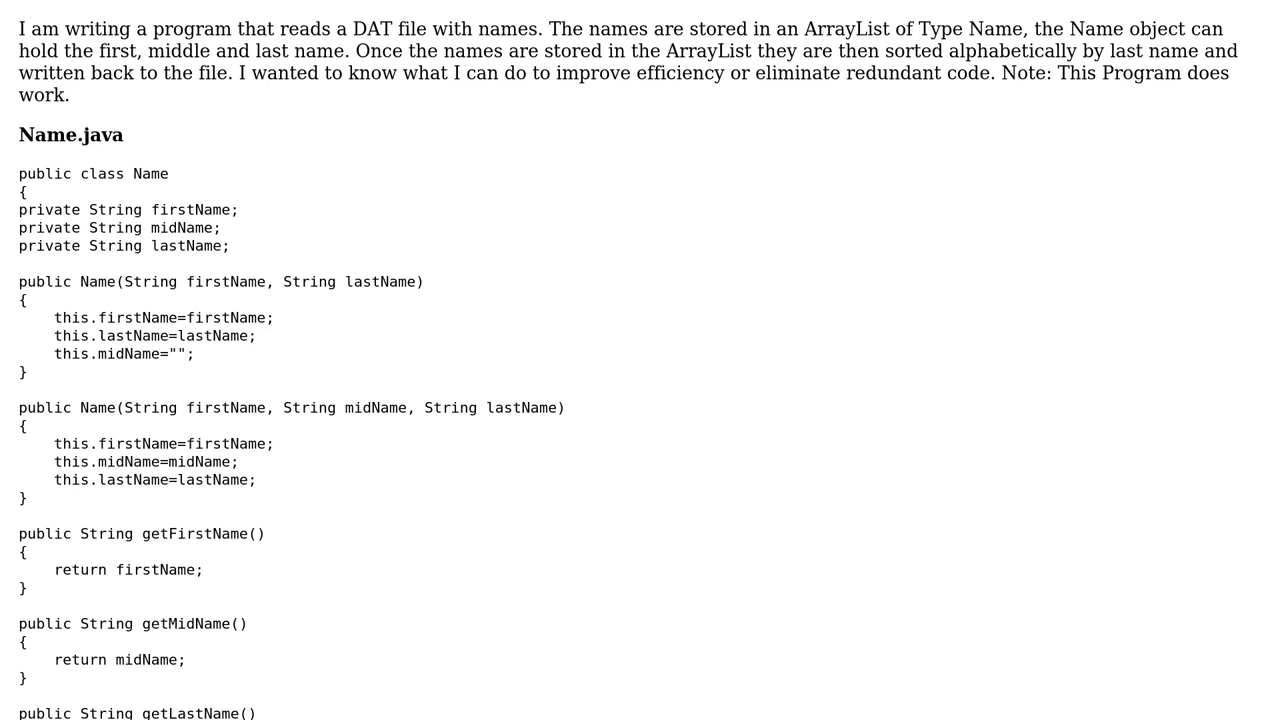 I am writing a program that reads a DAT file with names. The names are stored in an ArrayList of Type Name, the Name object can
hold the first, middle and last name. Once the names are stored in the ArrayList they are then sorted alphabetically by last name and
written back to the file. I wanted to know what I can do to improve efficiency or eliminate redundant code. Note: This Program does
work.
Name.java
public class Name
{
private String firstName;
private String midName;
private String lastName;
public Name(String firstName, String lastName)
{
    this.firstName=firstName;
    this.lastName=lastName;
    this.midName="";
}
public Name(String firstName, String midName, String lastName)
{
    this.firstName=firstName;
    this.midName=midName;
    this.lastName=lastName;
}
public String getFirstName()
{
    return firstName;
}
public String getMidName()
{
    return midName;
}
public String getLastName()